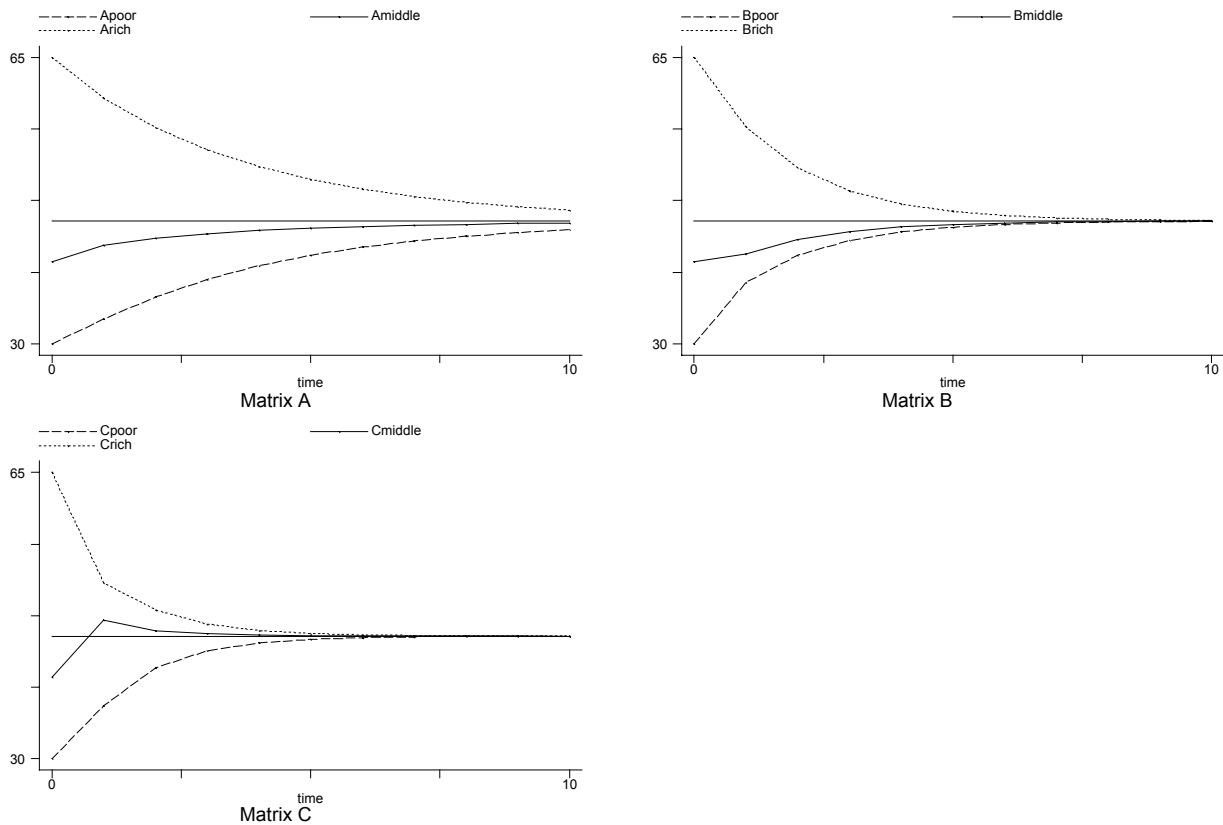 Apoor Amiddle
Arich
65
30
0 10
time
Matrix A
Bpoor Bmiddle
Brich
65
30
0 10
time
Matrix B
Cpoor Cmiddle
Crich
65
30
0 10
time
Matrix C